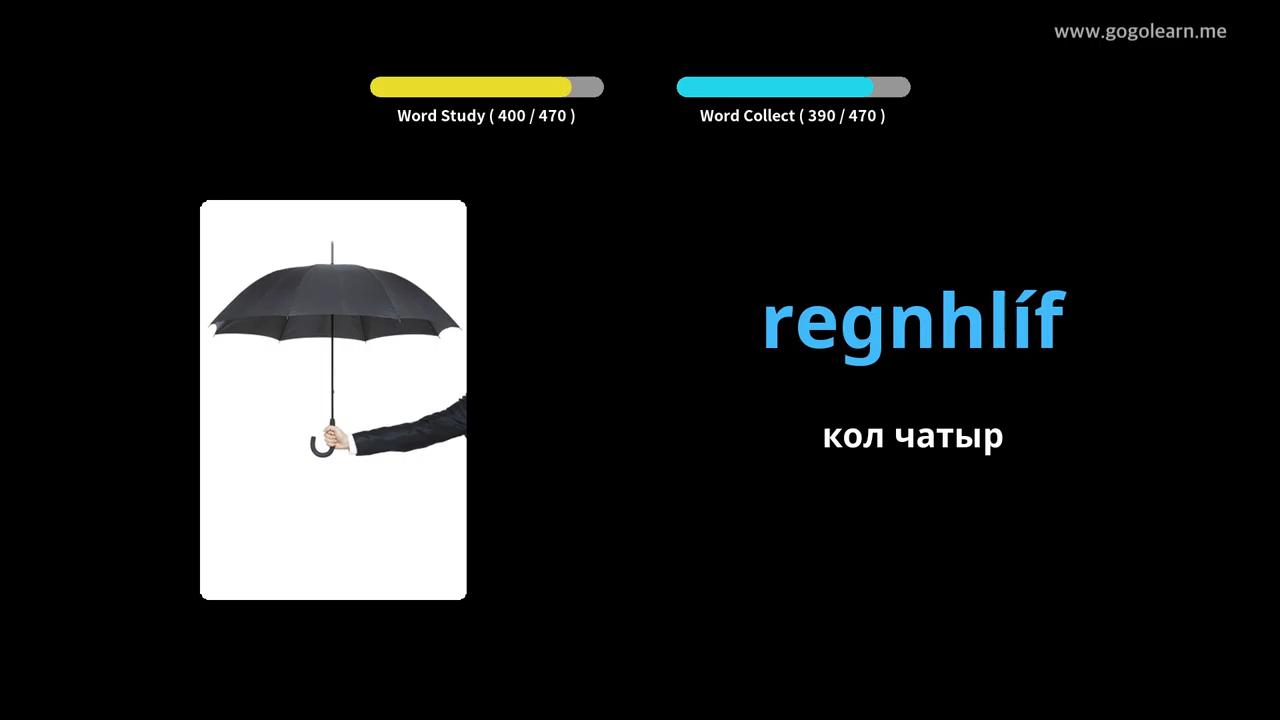 www.gogolearn.me
Word Study ( 400 / 470 )
Word Collect ( 390 / 470 )
regnhlíf
кол чатыр